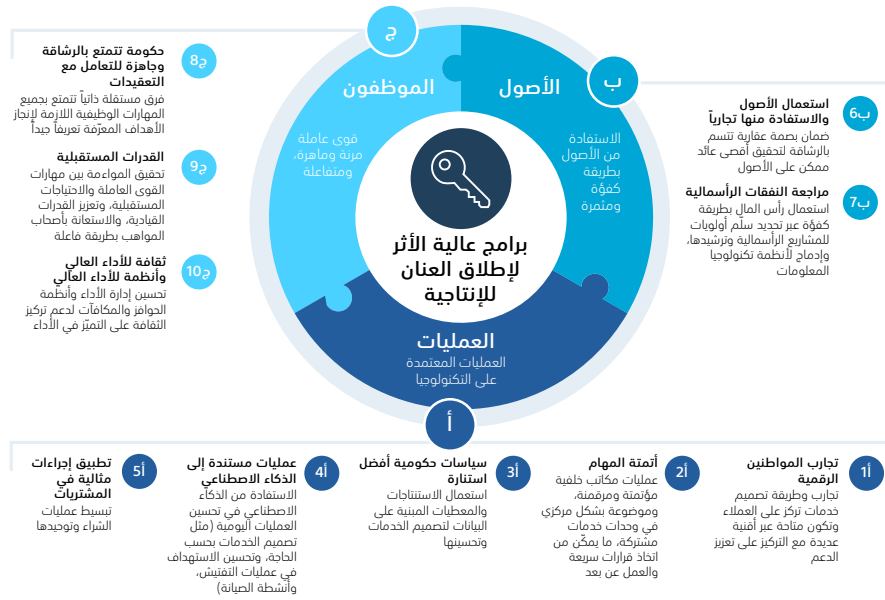 ج
ب
الموظفون
قوى عاملة
مرنة وماهرة،
ومتفاعلة
الأصول
الاستفادة
من الأصول
بطريقة
كفؤة
ومثمرة
برامج عالية الأثر
لإطلاق العنان
للإنتاجية
العمليات
العمليات المعتمدة
على التكنولوجيا
أ
ب6
استعمال الأصول
والاستفادة منها تجارياً
ضمان بصمة عقارية تتسم
بالرشاقة لتحقيق أقصى عائد
ممكن على الأصول
ب7
مراجعة النفقات الرأسمالية
استعمال رأس المال بطريقة
كفؤة عبر تحديد سلّم أولويات
للمشاريع الرأسمالية وترشيدها،
وإدماج لأنظمة تكنولوجيا
المعلومات
ج8
حكومة تتمتع بالرشاقة
وجاهزة للتعامل مع
التعقيدات
فرق مستقلة ذاتياً تتمتع بجميع
المهارات الوظيفية اللازمة لإنجاز
الأهداف المعرّفة تعريفاً جيداً
ج9
القدرات المستقبلية
تحقيق المواءمة بين مهارات
القوى العاملة والاحتياجات
المستقبلية، وتعزيز القدرات
القيادية، والاستعانة بأصحاب
المواهب بطريقة فاعلة
ج10
ثقافة للأداء العالي
وأنظمة للأداء العالي
تحسين إدارة الأداء وأنظمة
الحوافز والمكافآت لدعم تركيز
الثقافة على التميّز في الأداء
أ1
تجارب المواطنين
الرقمية
تجارب وطريقة تصميم
خدمات تركز على العملاء
وتكون متاحة عبر أقنية
عديدة مع التركيز على تعزيز
الدعم
أ2
أتمتة المهام
عمليات مكاتب خلفية
مؤتمتة ومرقمنة،
وموضوعة بشكل مركزي
في وحدات خدمات
مشتركة، ما يمكّن من
اتخاذ قرارات سريعة
والعمل عن بعد
أ3
سياسات حكومية أفضل
استنارة
استعمال الاستنتاجات
والمعطيات المبنية على
البيانات لتصميم الخدمات
وتحسينها
أ4
عمليات مستندة إلى
الذكاء الاصطناعي
الاستفادة من الذكاء
الاصطناعي في تحسين
العمليات اليومية (مثل
تصميم الخدمات بحسب
الحاجة، وتحسين الاستهداف
في عمليات التفتيش،
وأنشطة الصيانة)
أ5
تطبيق إجراءات
مثالية في
المشتريات
تبسيط عمليات
الشراء وتوحيدها